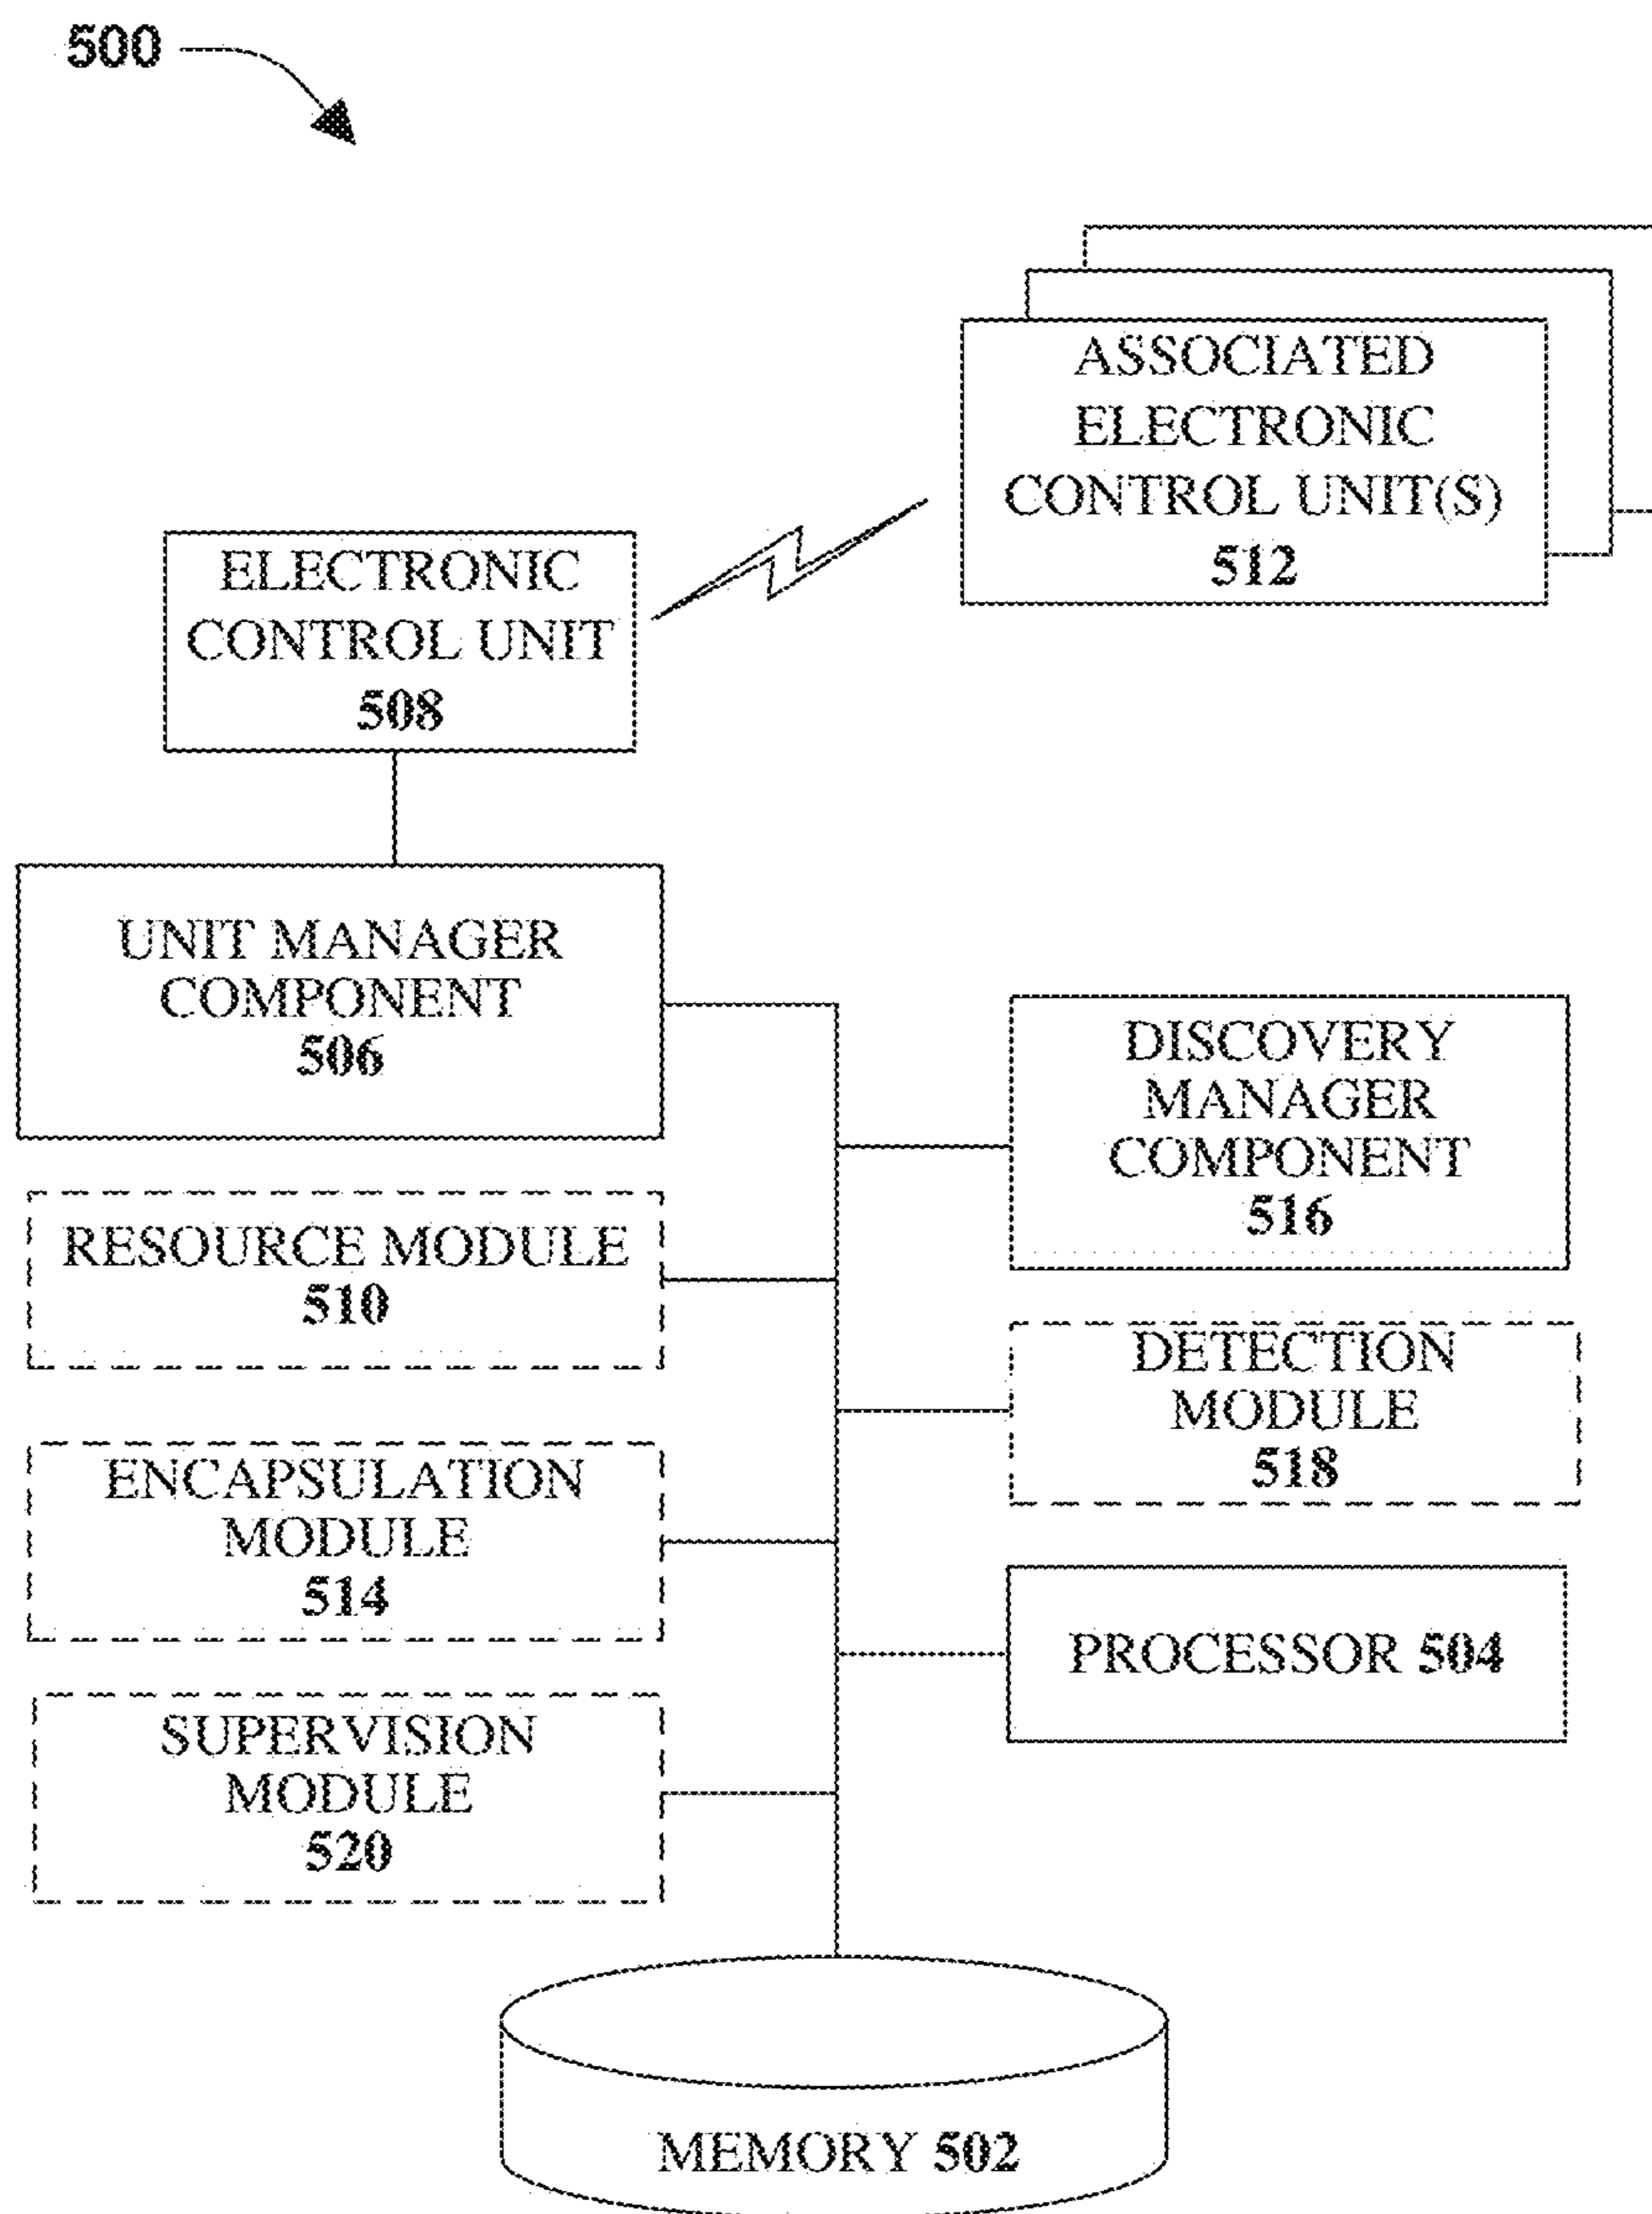 500
ASSOCIATED
ELECTRONIC
CONTROL UNIT(S)
512
ELECTRONIC
CONTROL UNIT
508
UNIT MANAGER
COMPONENT
506
DISCOVERY
MANAGER
COMPONENT
516
RESOURCE MODULE
510
DETECTION
MODULE
518
ENCAPSULATION
MODULE
514
PROCESSOR 504
SUPERVISION
MODULE
520
MEMORY 502